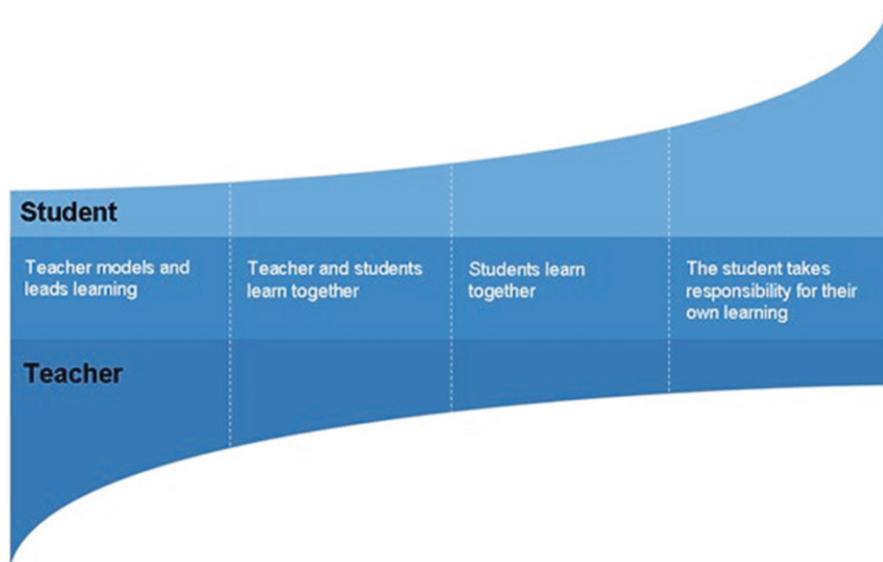 Student
Teacher models and
leads learning
Teacher and students
learn together
Students learn
together
The student takes
responsibility for their
own learning
Teacher